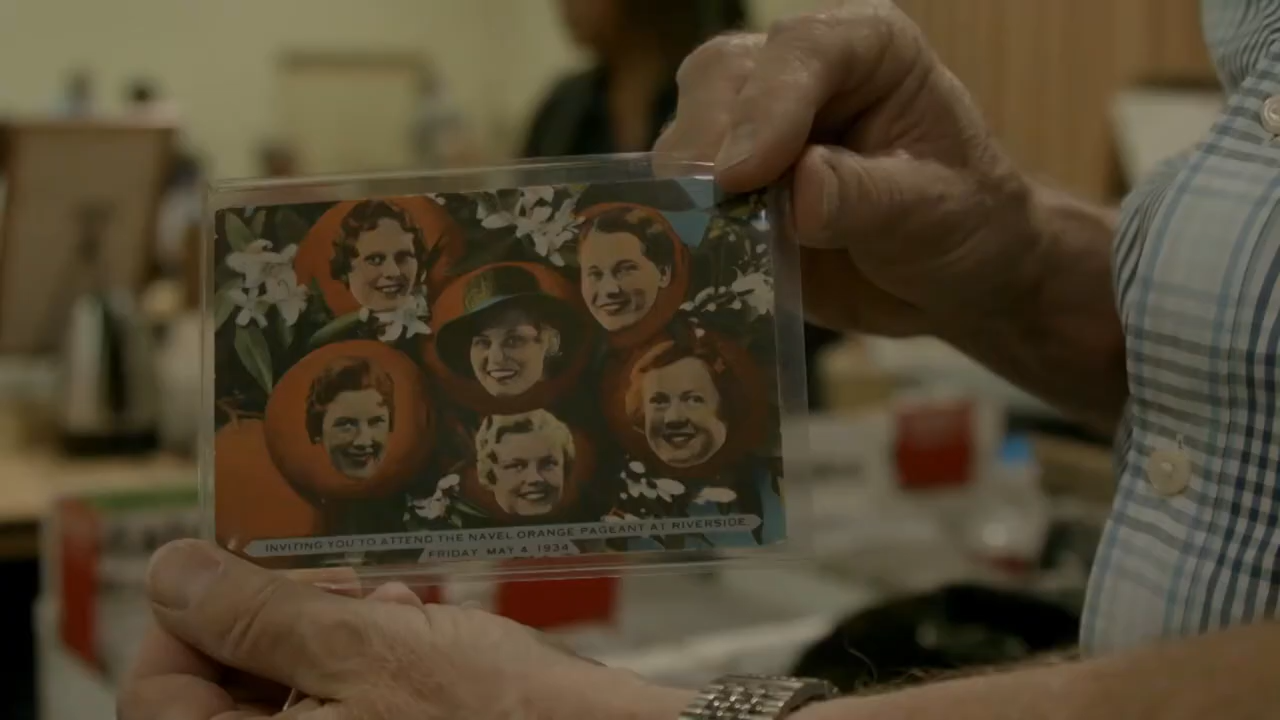 INVITING YOU TO ATTEND THE NAVEL ORANGE PAGEANT AT RIVERSIDE.
FRIDAY MAY 4 1934